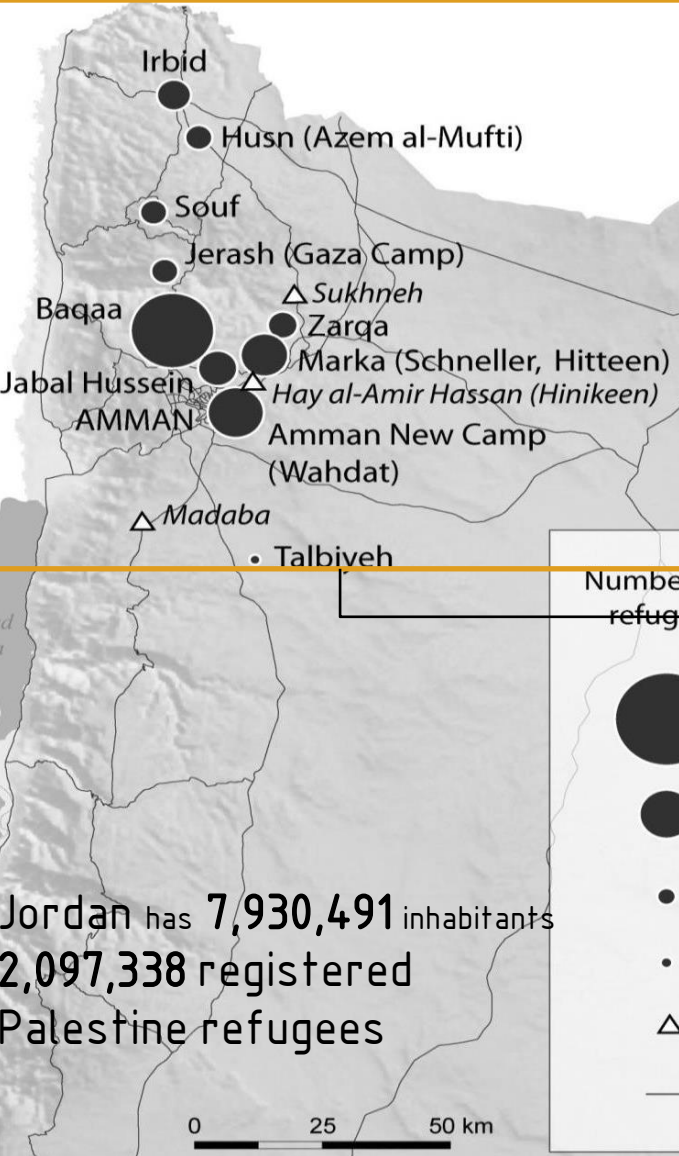 Irbid
Husn (Azem al-Mufti)
Souf
Jerash (Gaza Camp)
Sukhneh
Baqaa
Zarqa
Marka (Schneller, Hitteen)
Jabal Hussein
Hay al-Amir Hassan (Hinikeen)
AMMAN
Amman New Camp
(Wahdat)
Madaba
Talbiyeh
Numbe
refug
d
a
Jordan has 7,930,491 inhabitants
2,097,338 registered
Palestine refugees
0 25 50 km